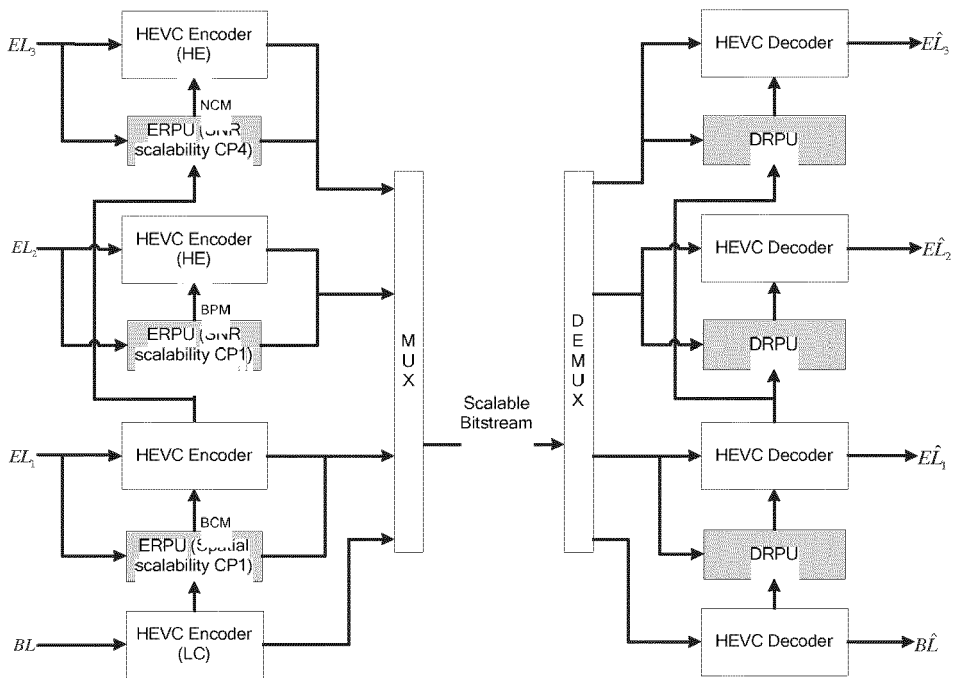 EL₃
HEVC Encoder
(HE)
NCM
ERPU (SNR
scalability CP4)
EL₂
HEVC Encoder
(HE)
BPM
ERPU (SNR
scalability CP1)
EL₁
HEVC Encoder
BCM
ERPU (Spatial
scalability CP1)
BL
HEVC Encoder
(LC)
MUX
Scalable
Bitstream
DEMUX
HEVC Decoder
EL̂₃
DRPU
HEVC Decoder
EL̂₂
DRPU
HEVC Decoder
EL̂₁
DRPU
HEVC Decoder
BL̂